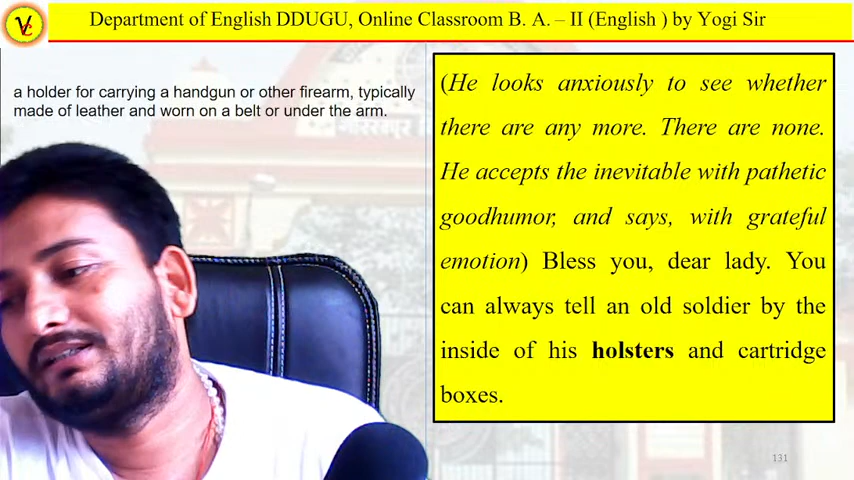 Department of English DDUGU, Online Classroom B. A. – II (English ) by Yogi Sir
a holder for carrying a handgun or other firearm, typically
made of leather and worn on a belt or under the arm.
(He looks anxiously to see whether
there are any more. There are none.
He accepts the inevitable with pathetic
goodhumor, and says, with grateful
emotion) Bless you, dear lady. You
can always tell an old soldier by the
inside of his holsters and cartridge
boxes.
131